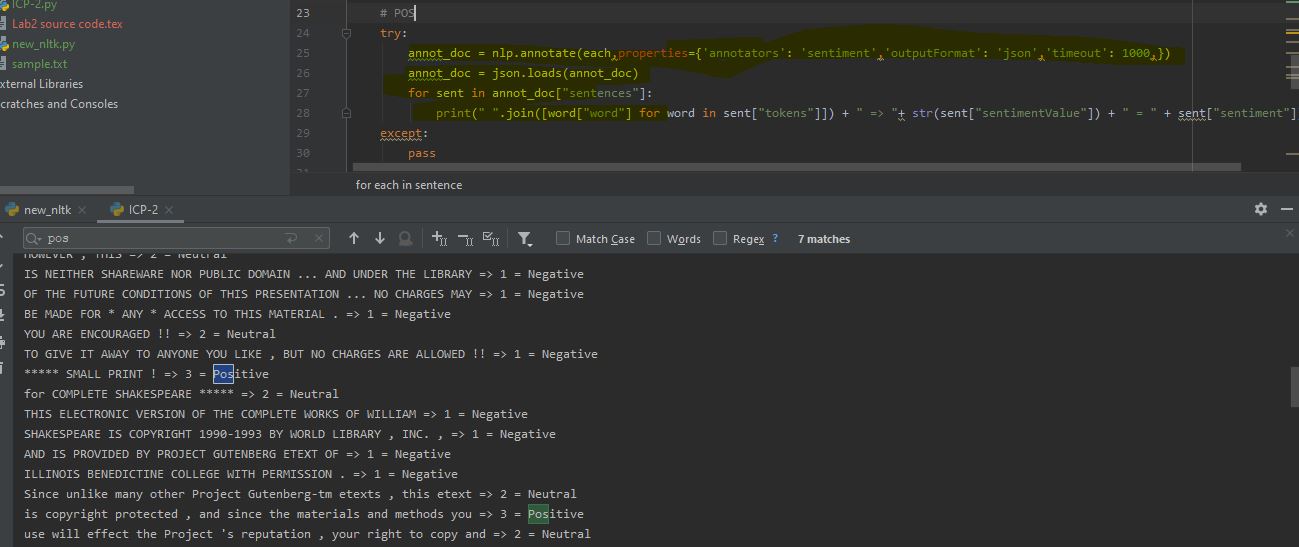 ICP-2.py
Lab2 source code.tex
new_nltk.py
sample.txt
xternal Libraries
cratches and Consoles
23 # POS
24 try:
25 annot_doc = nlp.annotate(each,properties={'annotators': 'sentiment','outputFormat': 'json','timeout': 1000,})
26 annot_doc = json.loads(annot_doc)
27 for sent in annot_doc["sentences"]:
28 print(" ".join([word["word"] for word in sent["tokens"]]) + " => "+ str(sent["sentimentValue"]) + " = " + sent["sentiment"]
29 except:
30 pass
for each in sentence
new_nltk ICP-2
pos Match Case Words Regex ? 7 matches
HOWEVER , THIS => 2 = Neutral
IS NEITHER SHAREWARE NOR PUBLIC DOMAIN ... AND UNDER THE LIBRARY => 1 = Negative
OF THE FUTURE CONDITIONS OF THIS PRESENTATION ... NO CHARGES MAY => 1 = Negative
BE MADE FOR * ANY * ACCESS TO THIS MATERIAL . => 1 = Negative
YOU ARE ENCOURAGED !! => 2 = Neutral
TO GIVE IT AWAY TO ANYONE YOU LIKE , BUT NO CHARGES ARE ALLOWED !! => 1 = Negative
***** SMALL PRINT ! => 3 = Positive
for COMPLETE SHAKESPEARE ***** => 2 = Neutral
THIS ELECTRONIC VERSION OF THE COMPLETE WORKS OF WILLIAM => 1 = Negative
SHAKESPEARE IS COPYRIGHT 1990-1993 BY WORLD LIBRARY , INC. , => 1 = Negative
AND IS PROVIDED BY PROJECT GUTENBERG ETEXT OF => 1 = Negative
ILLINOIS BENEDICTINE COLLEGE WITH PERMISSION . => 1 = Negative
Since unlike many other Project Gutenberg-tm etexts , this etext => 2 = Neutral
is copyright protected , and since the materials and methods you => 3 = Positive
use will effect the Project 's reputation , your right to copy and => 2 = Neutral